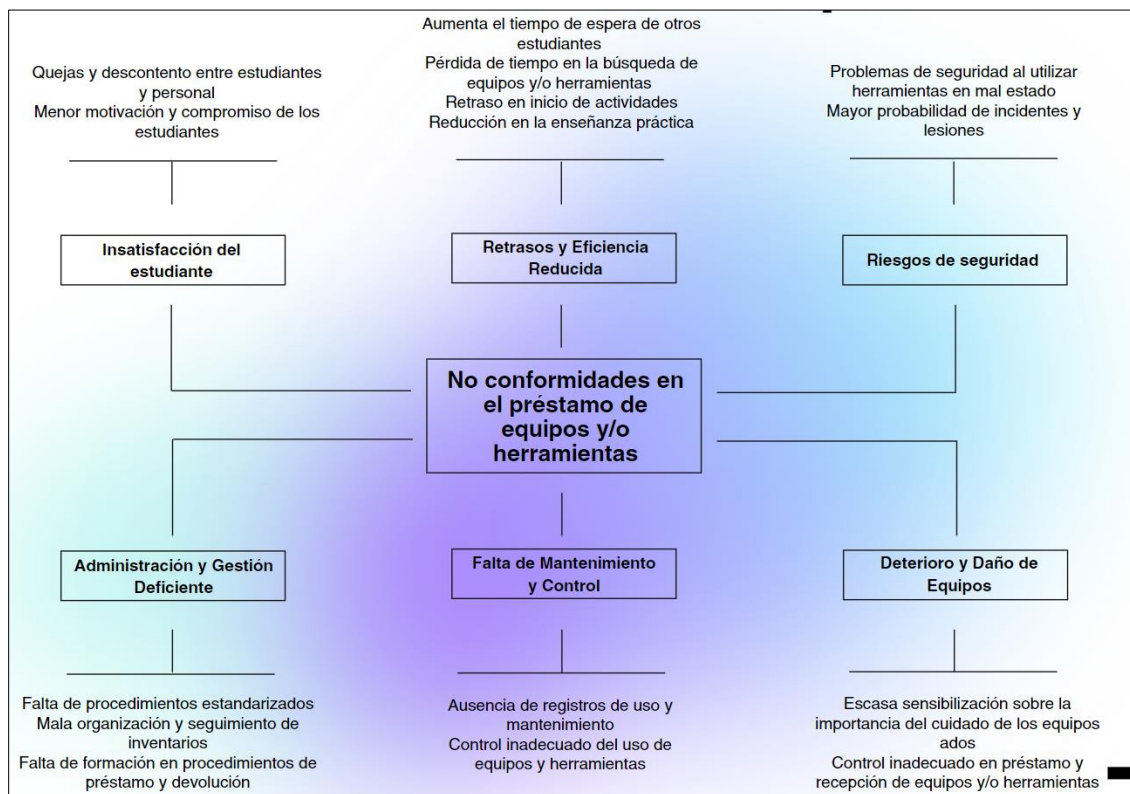 Quejas y descontento entre estudiantes
y personal
Menor motivación y compromiso de los
estudiantes
Aumenta el tiempo de espera de otros
estudiantes
Pérdida de tiempo en la búsqueda de
equipos y/o herramientas
Retraso en inicio de actividades
Reducción en la enseñanza práctica
Problemas de seguridad al utilizar
herramientas en mal estado
Mayor probabilidad de incidentes y
lesiones
Insatisfacción del
estudiante
Retrasos y Eficiencia
Reducida
Riesgos de seguridad
No conformidades en
el préstamo de
equipos y/o
herramientas
Administración y Gestión
Deficiente
Falta de Mantenimiento
y Control
Deterioro y Daño de
Equipos
Falta de procedimientos estandarizados
Mala organización y seguimiento de
inventarios
Falta de formación en procedimientos de
préstamo y devolución
Ausencia de registros de uso y
mantenimiento
Control inadecuado del uso de
equipos y herramientas
Escasa sensibilización sobre la
importancia del cuidado de los equipos
ados
Control inadecuado en préstamo y
recepción de equipos y/o herramientas